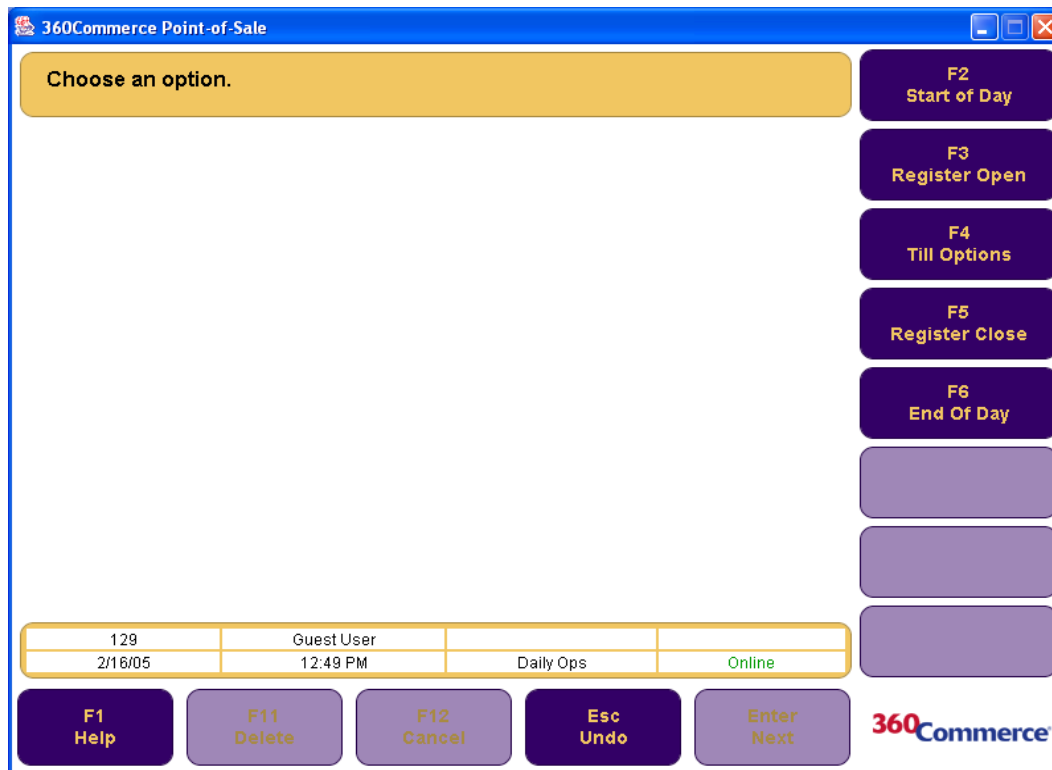 360Commerce Point-of-Sale
Choose an option.
F2
Start of Day
F3
Register Open
F4
Till Options
F5
Register Close
F6
End Of Day
129 Guest User
2/16/05 12:49 PM Daily Ops Online
F1
Help
F11
Delete
F12
Cancel
Esc
Undo
Enter
Next
360Commerce